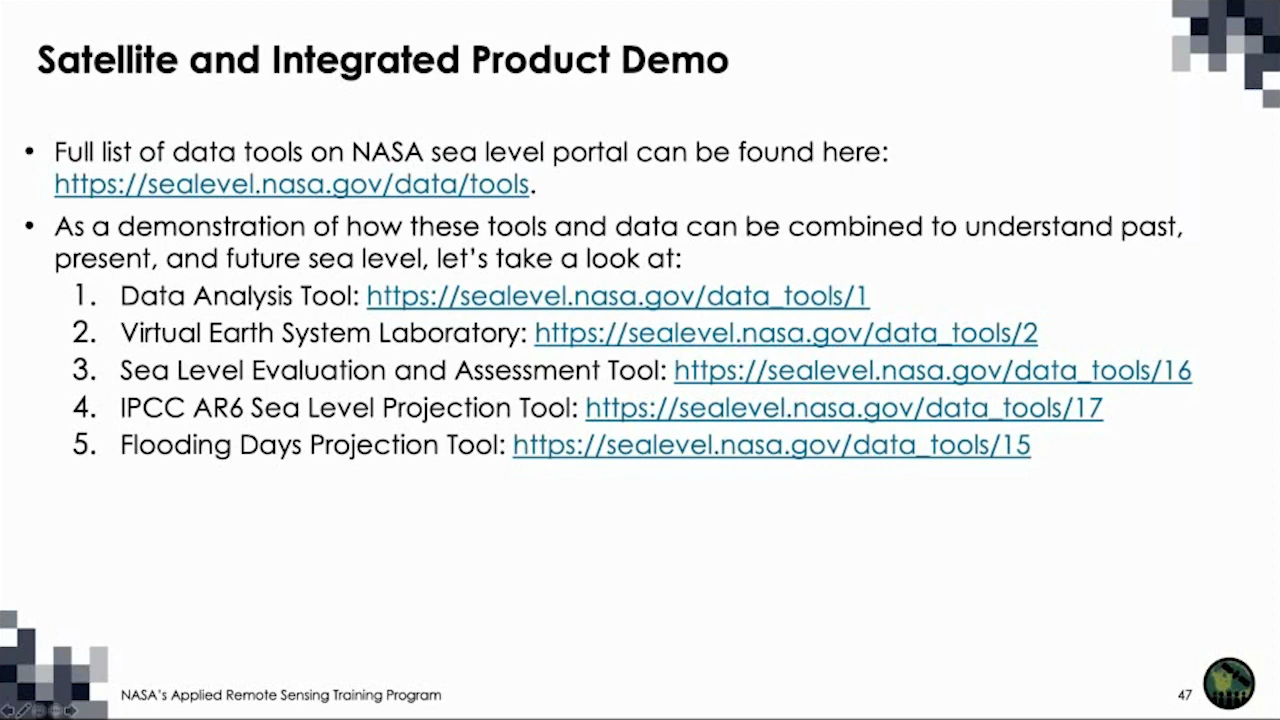 Satellite and Integrated Product Demo
• Full list of data tools on NASA sea level portal can be found here:
https://sealevel.nasa.gov/data/tools.
• As a demonstration of how these tools and data can be combined to understand past,
present, and future sea level, let’s take a look at:
1. Data Analysis Tool: https://sealevel.nasa.gov/data_tools/1
2. Virtual Earth System Laboratory: https://sealevel.nasa.gov/data_tools/2
3. Sea Level Evaluation and Assessment Tool: https://sealevel.nasa.gov/data_tools/16
4. IPCC AR6 Sea Level Projection Tool: https://sealevel.nasa.gov/data_tools/17
5. Flooding Days Projection Tool: https://sealevel.nasa.gov/data_tools/15
NASA’s Applied Remote Sensing Training Program
47